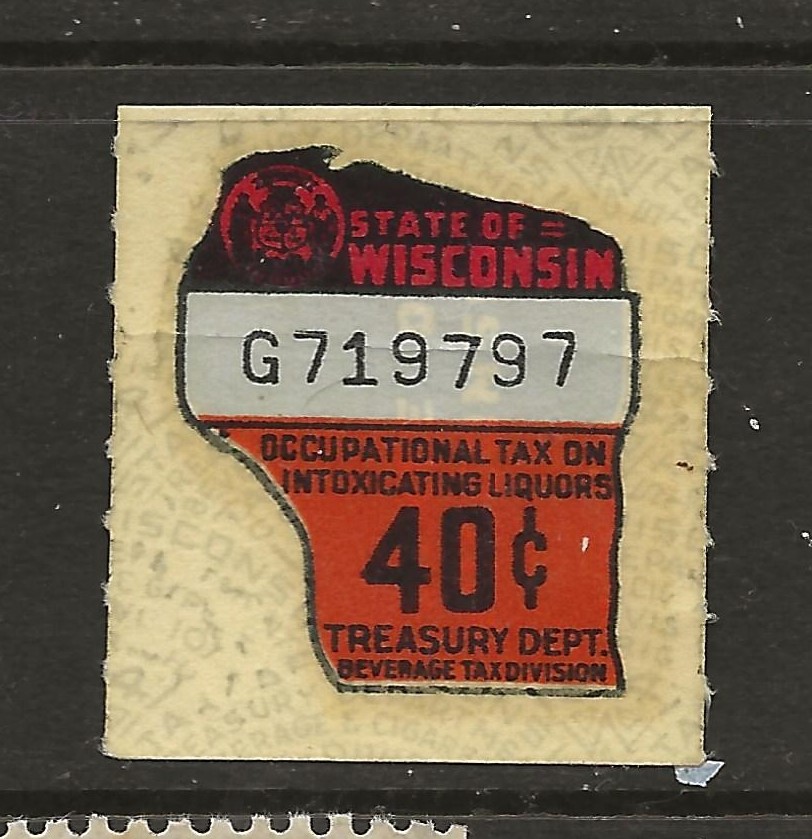 STATE OF
WISCONSIN
G719797
OCCUPATIONAL TAX ON
INTOXICATING LIQUORS
40¢
TREASURY DEPT.
BEVERAGE TAX DIVISION